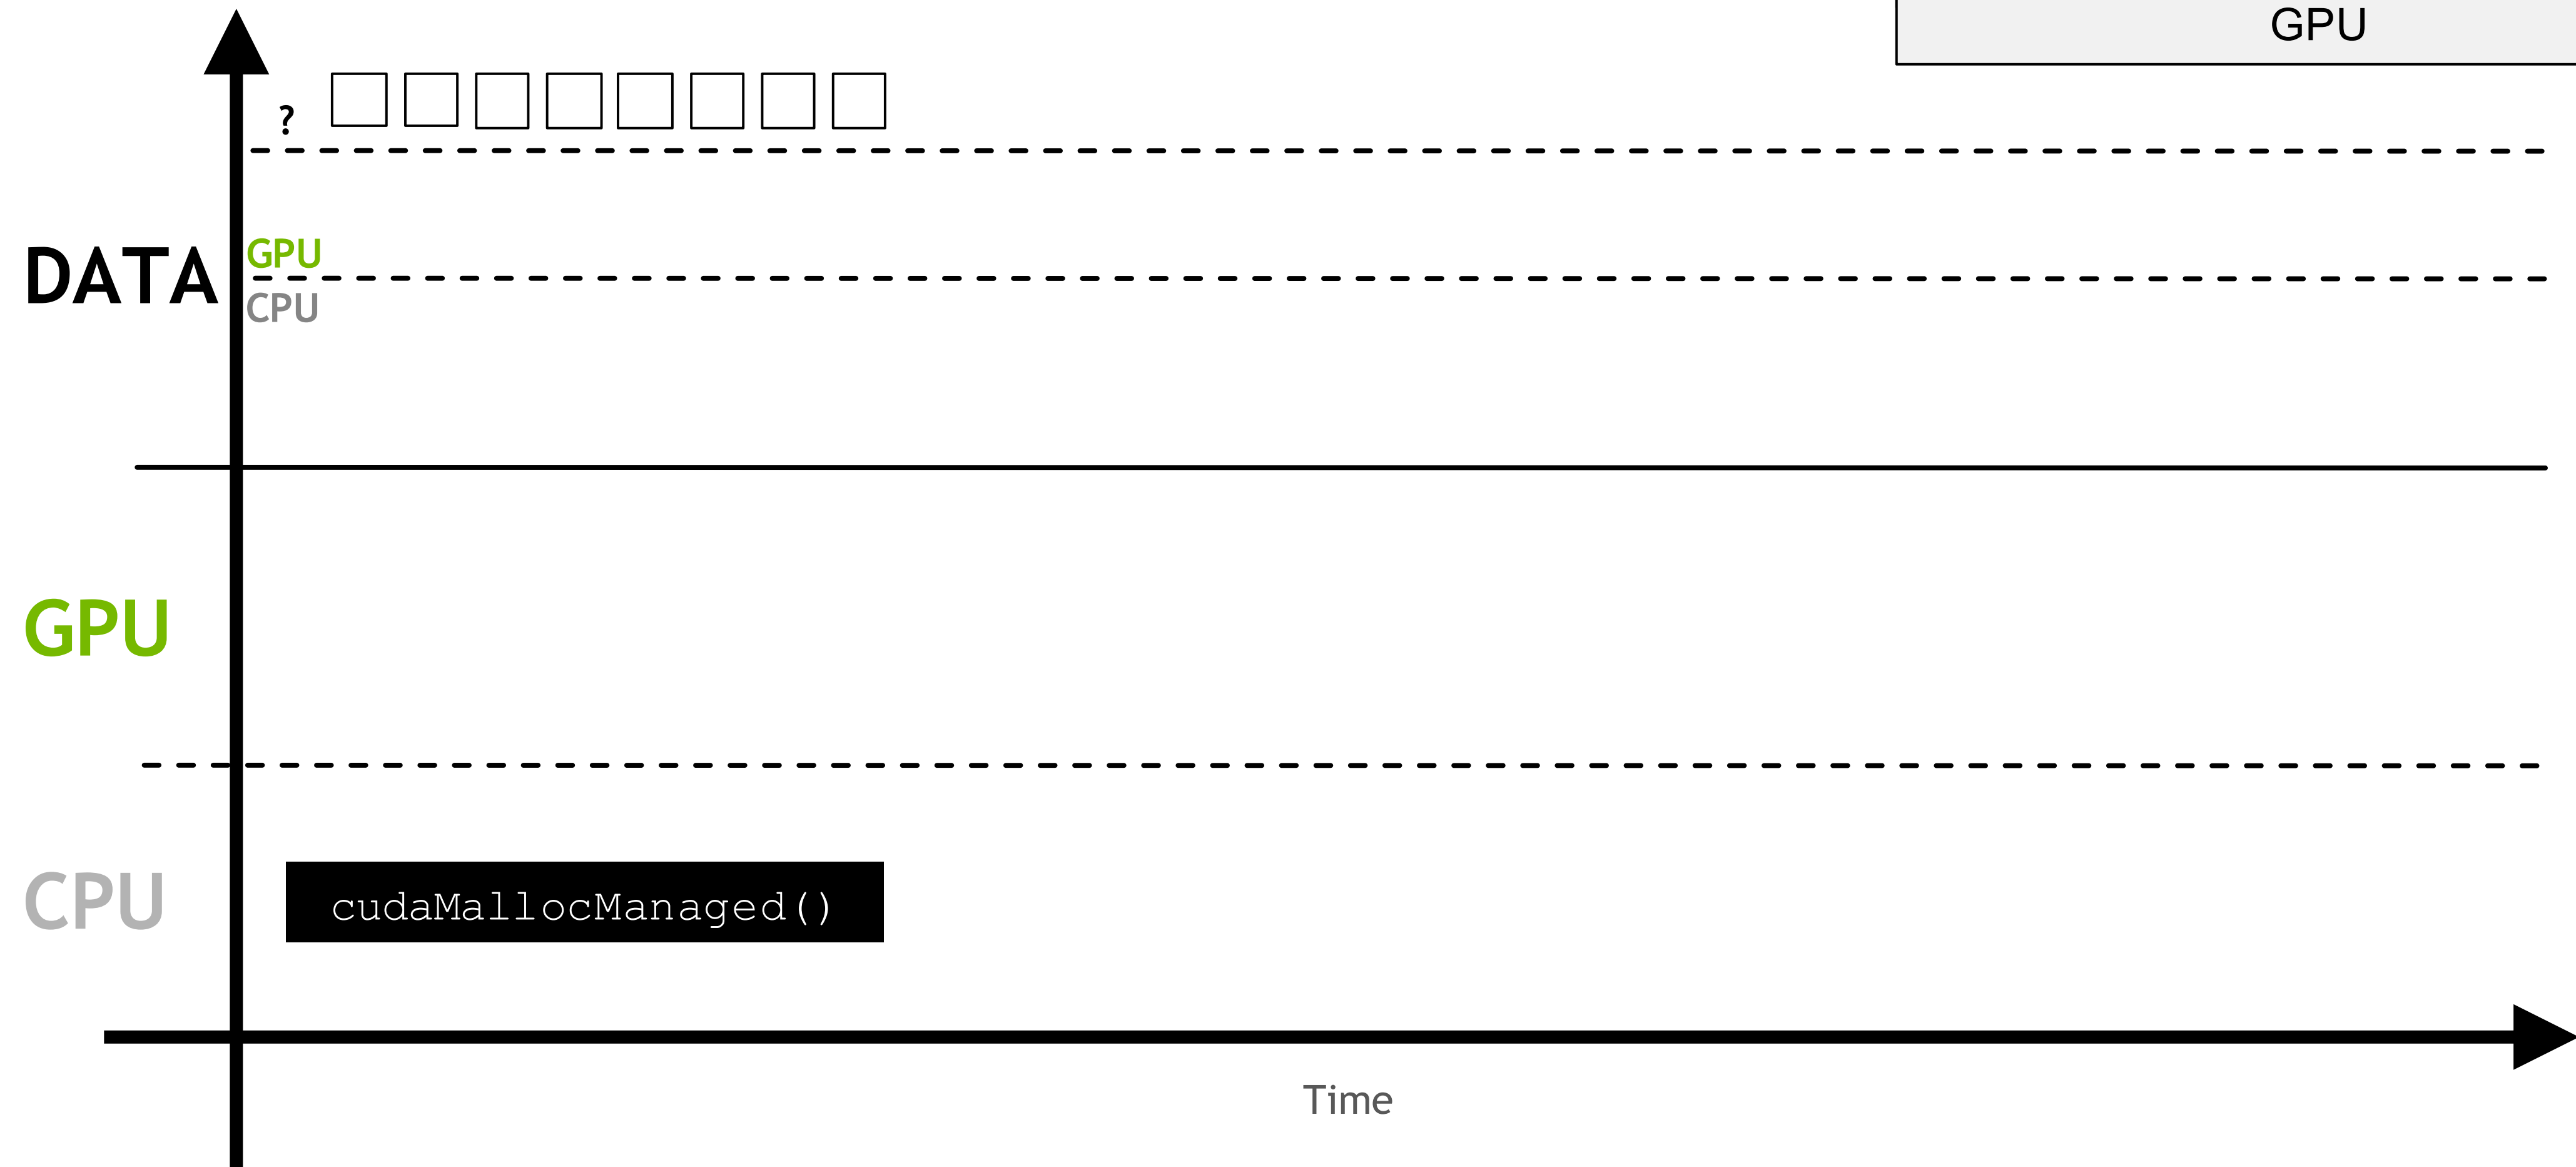 GPU
?
DATA
GPU
CPU
GPU
CPU
cudaMallocManaged()
Time